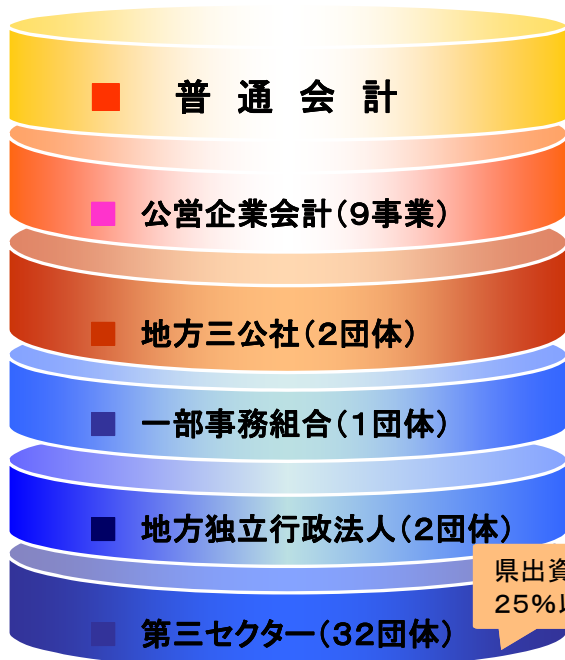 普通会計
公営企業会計（９事業）
地方三公社（２団体）
一部事務組合（１団体）
地方独立行政法人（２団体）
県出資
25%
第三セクター（３２団体）